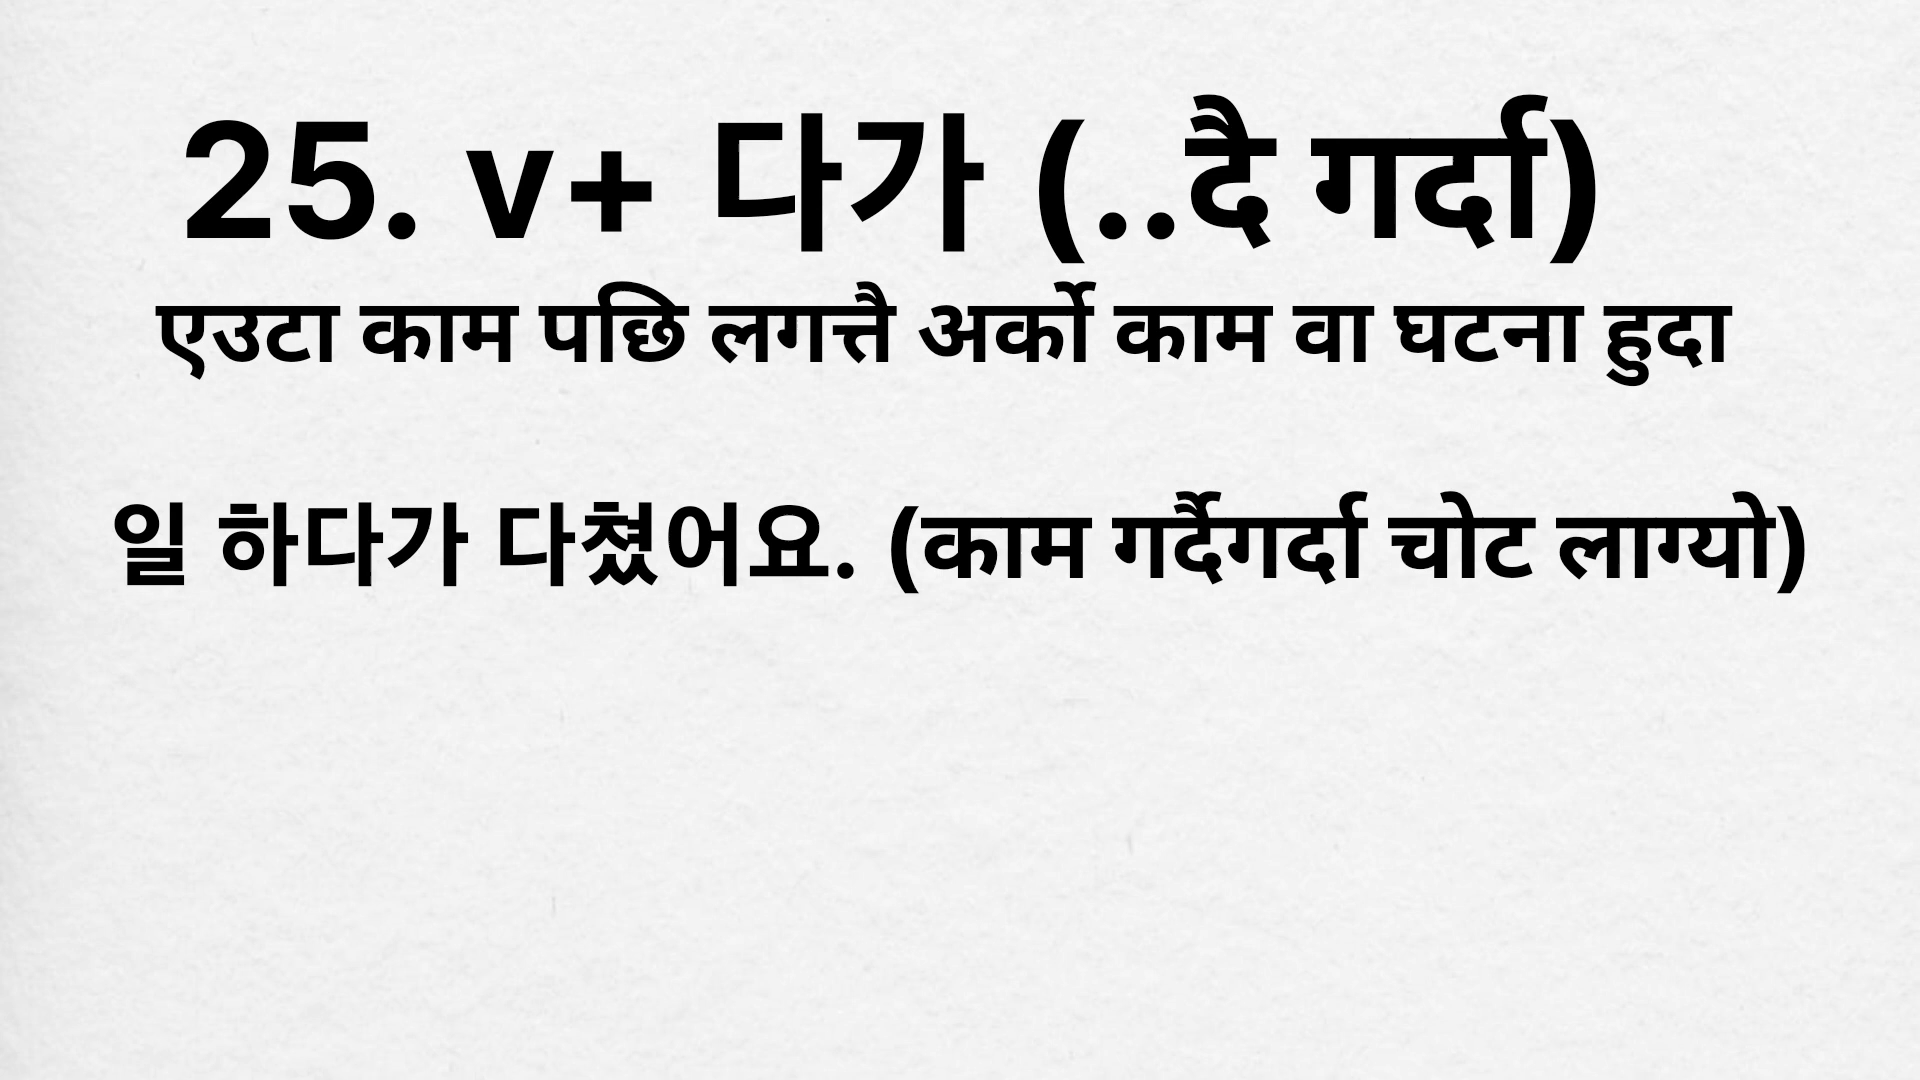 25. v+ 다가 (..दै गर्दा)
एउटा काम पछि लगत्तै अर्को काम वा घटना हुदा
일 하다가 다쳤어요. (काम गर्दैगर्दा चोट लाग्यो)